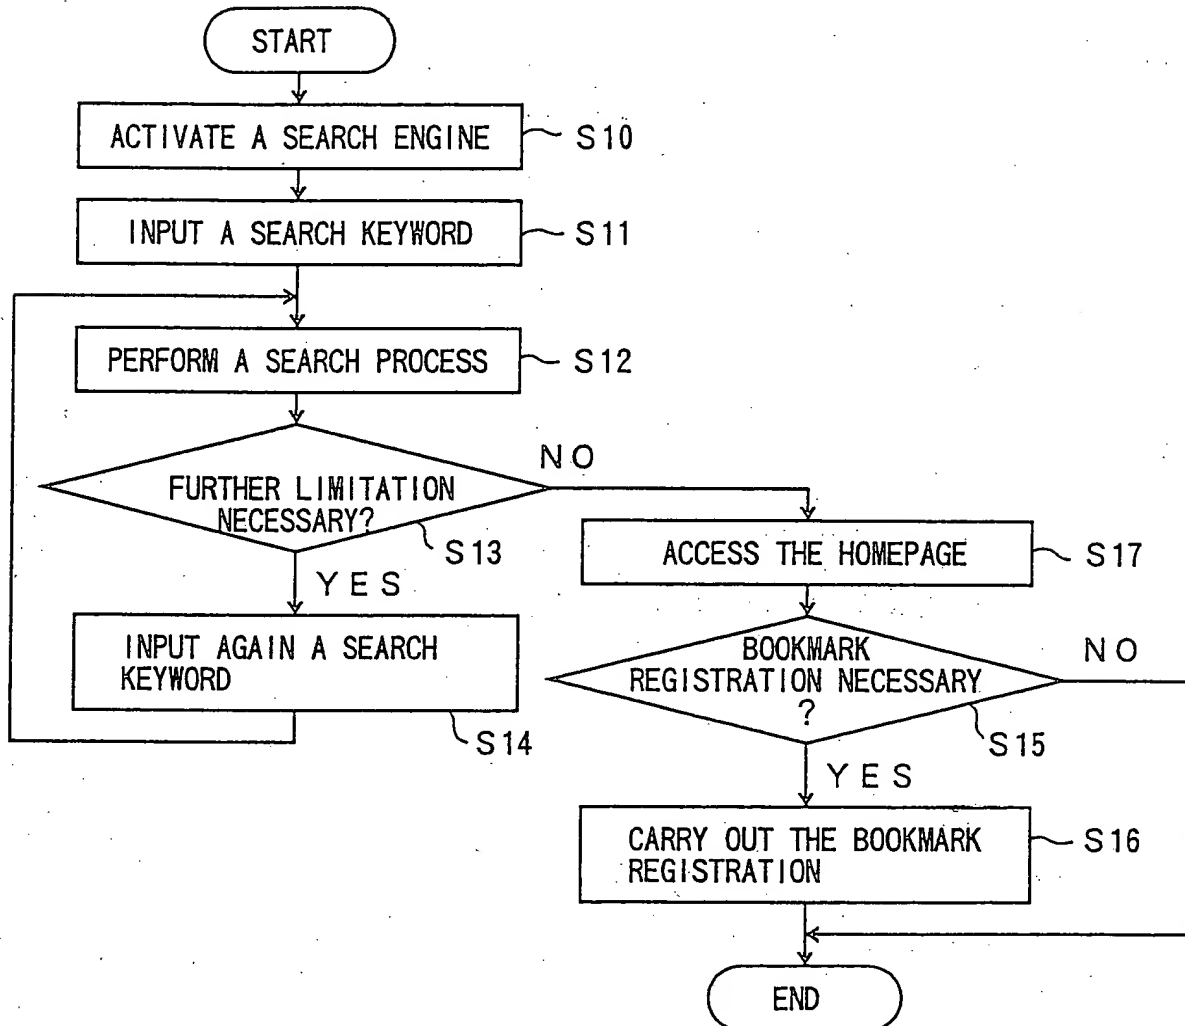 START
ACTIVATE A SEARCH ENGINE
S10
INPUT A SEARCH KEYWORD
S11
PERFORM A SEARCH PROCESS
S12
FURTHER LIMITATION
NECESSARY?
S13
NO
YES
INPUT AGAIN A SEARCH
KEYWORD
S14
ACCESS THE HOMEPAGE
S17
BOOKMARK
REGISTRATION NECESSARY
?
S15
NO
YES
CARRY OUT THE BOOKMARK
REGISTRATION
S16
END